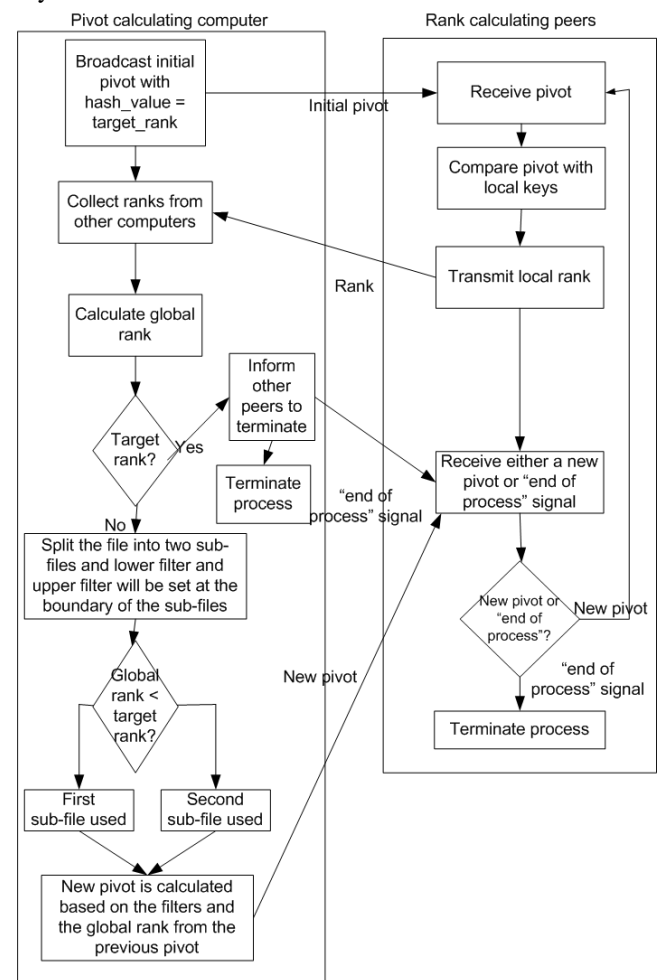 Pivot calculating computer
Rank calculating peers
Broadcast initial
pivot with
hash_value =
target_rank
Initial pivot
Receive pivot
Compare pivot with
local keys
Collect ranks from
other computers
Transmit local rank
Rank
Calculate global
rank
Inform
other
peers to
terminate
Target
rank?
Yes
Terminate
process
“end of
process” signal
Receive either a new
pivot or “end of
process” signal
No
Split the file into two sub-
files and lower filter and
upper filter will be set at the
boundary of the sub-files
New pivot or
“end of
process”?
New pivot
“end of
process” signal
Terminate process
Global
rank <
target
rank?
New pivot
First
sub-file used
Second
sub-file used
New pivot is calculated
based on the filters and
the global rank from the
previous pivot